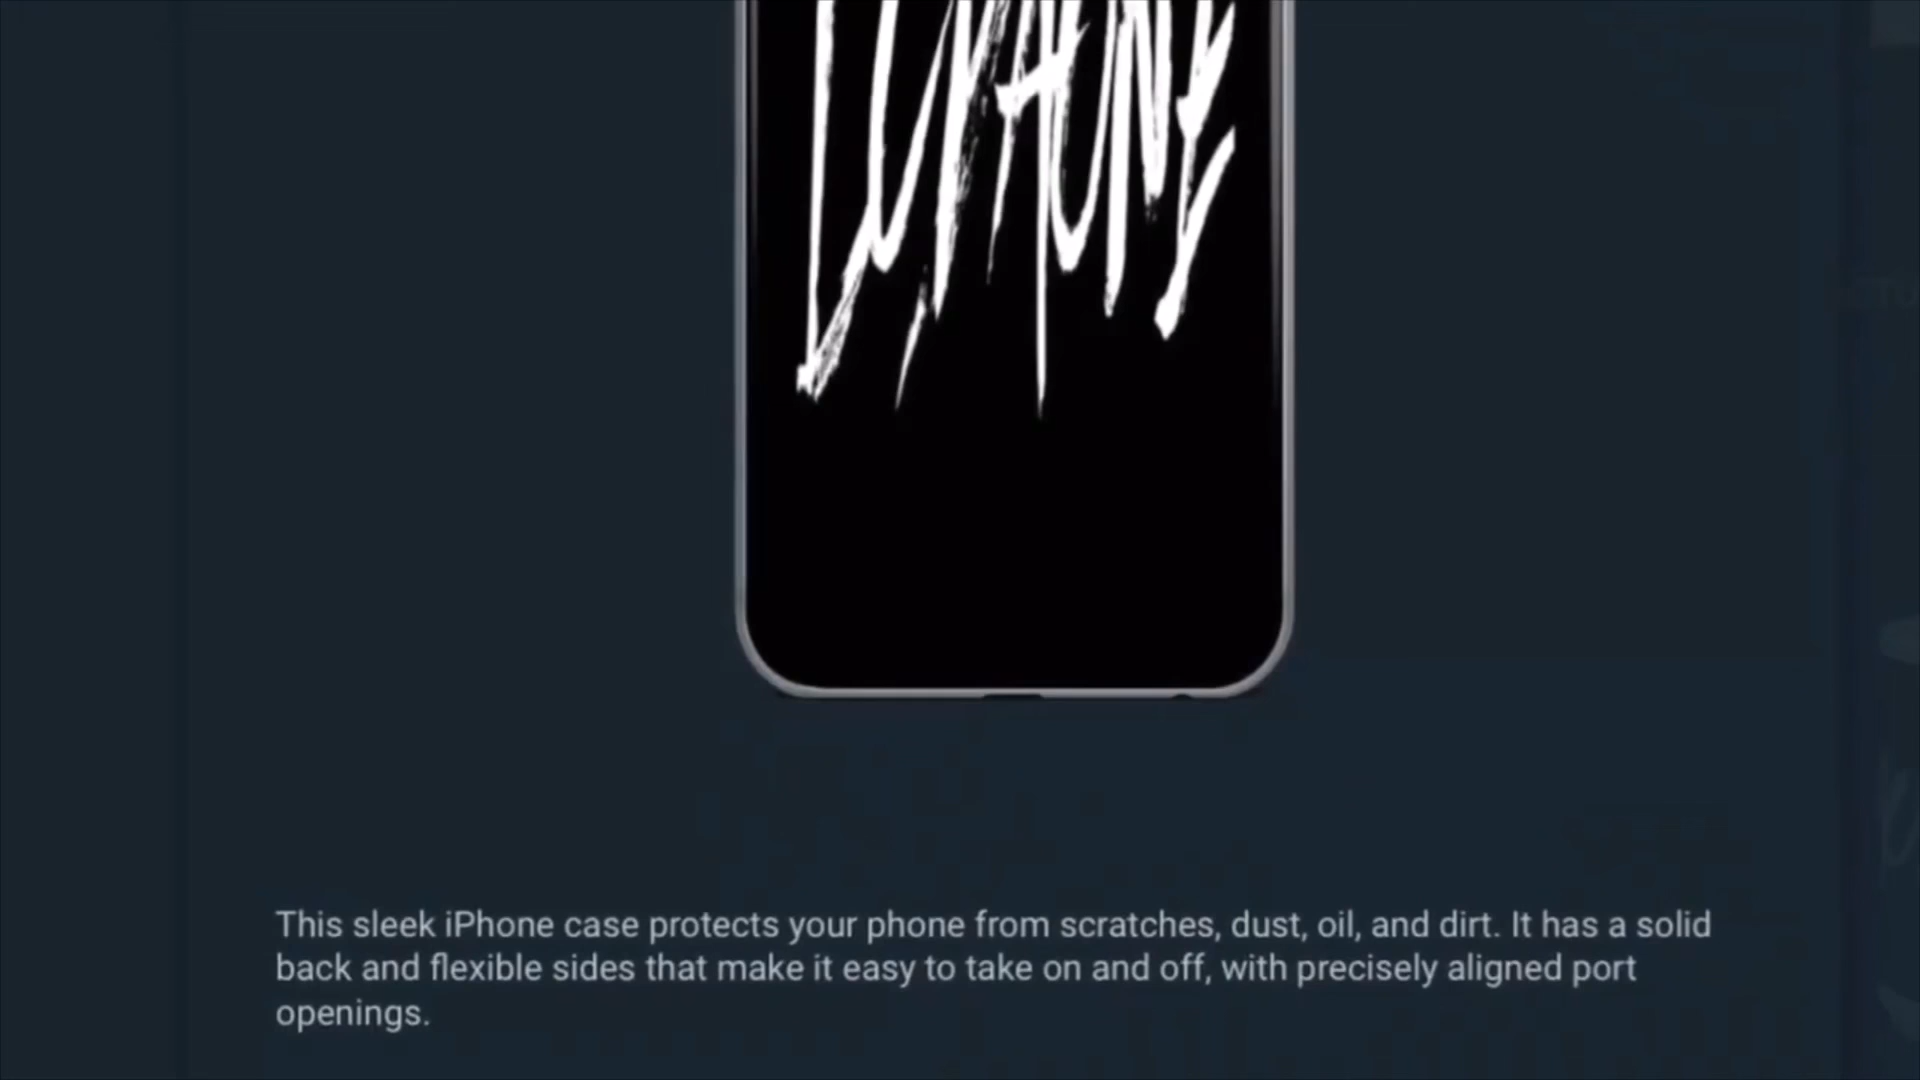 This sleek iPhone case protects your phone from scratches, dust, oil, and dirt. It has a solid
back and flexible sides that make it easy to take on and off, with precisely aligned port
openings.